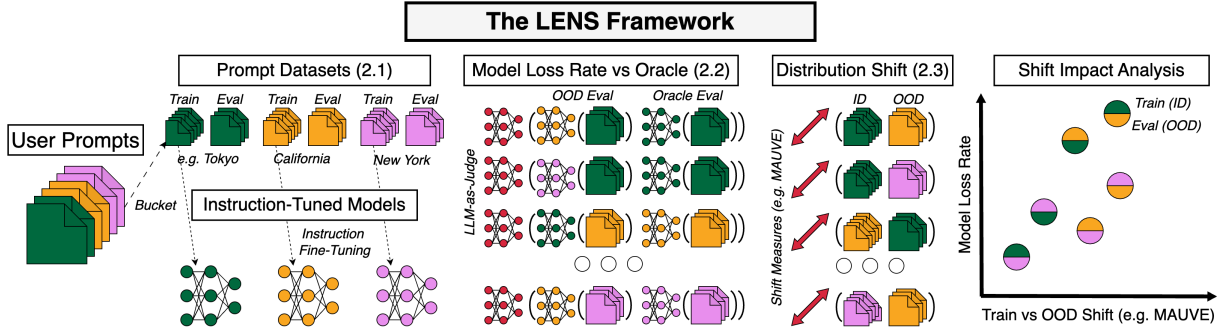 The LENS Framework
User Prompts
Bucket
Prompt Datasets (2.1)
Train Eval Train Eval Train Eval
e.g. Tokyo California New York
Instruction-Tuned Models
Instruction
Fine-Tuning
Model Loss Rate vs Oracle (2.2)
OOD Eval Oracle Eval
LLM-as-Judge
Distribution Shift (2.3)
ID OOD
Shift Measures (e.g. MAUVE)
Shift Impact Analysis
Train (ID)
Eval (OOD)
Model Loss Rate
Train vs OOD Shift (e.g. MAUVE)